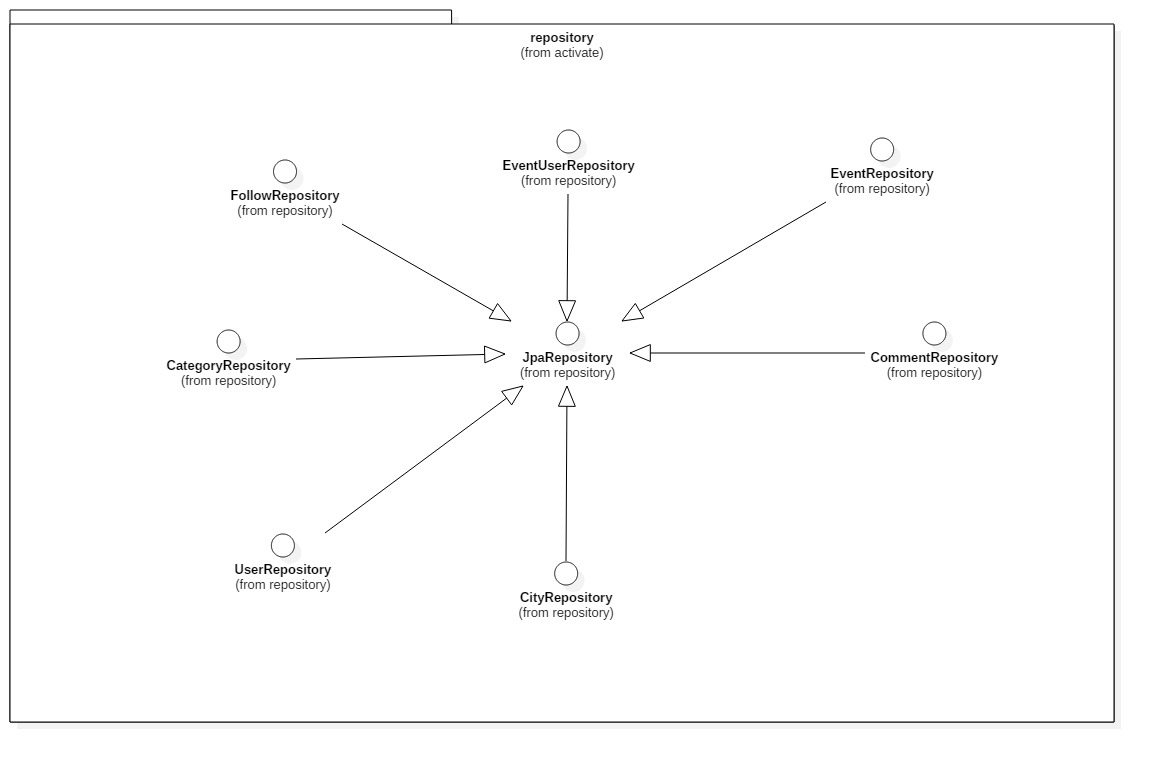 repository
(from activate)
EventUserRepository
(from repository)
EventRepository
(from repository)
FollowRepository
(from repository)
JpaRepository
(from repository)
CommentRepository
(from repository)
CategoryRepository
(from repository)
UserRepository
(from repository)
CityRepository
(from repository)